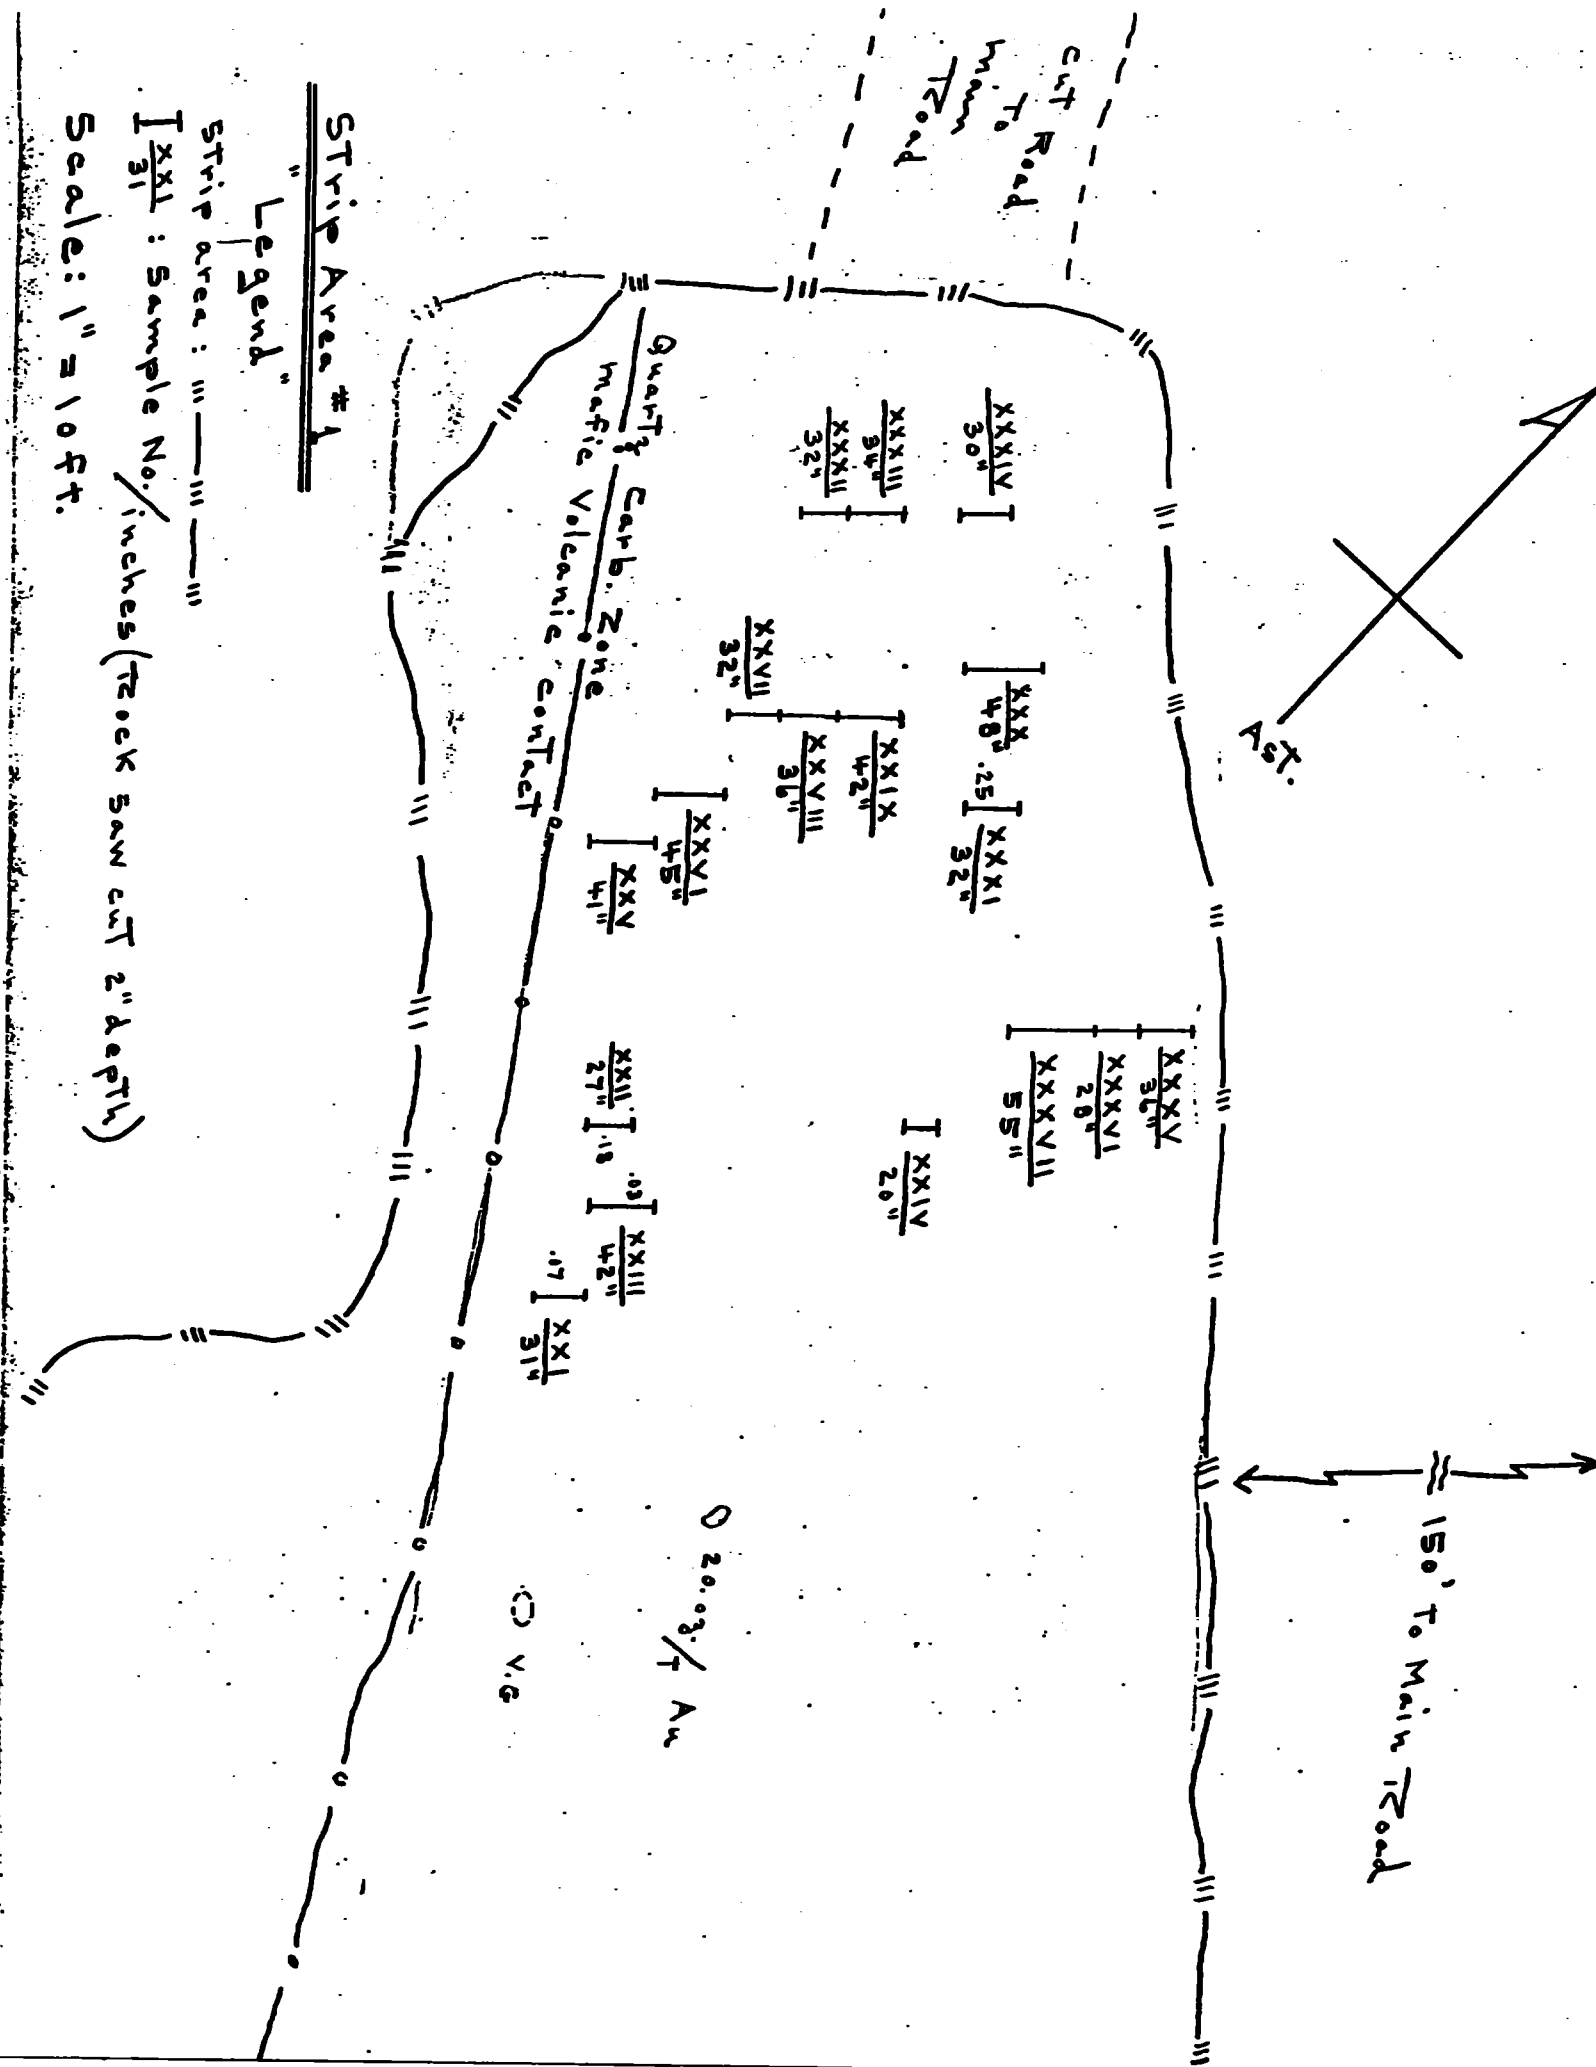 Cut Road
To
main
Road
Ast.
150' To Main Road
XXXIV
30"
XXXIII
34"
XXXII
32"
XXX
48"
.25
XXXI
32"
XXVII
32"
XXIX
42"
XXVIII
36"
XXVI
45"
XXV
41"
XXXV
36"
XXXVI
28"
XXXVII
55"
XXIV
20"
XXII
27"
.18
.03
XXIII
42"
.17
XXI
31"
Quartz Carb. Zone
mafic Volcanic conTact
20.03/T Au
V.G
STrip Area #1
"Legend"
STrip area:
XXI
31
: Sample No./inches (Rock saw cuT 2" depTh)
Scale: 1" = 10 fT.